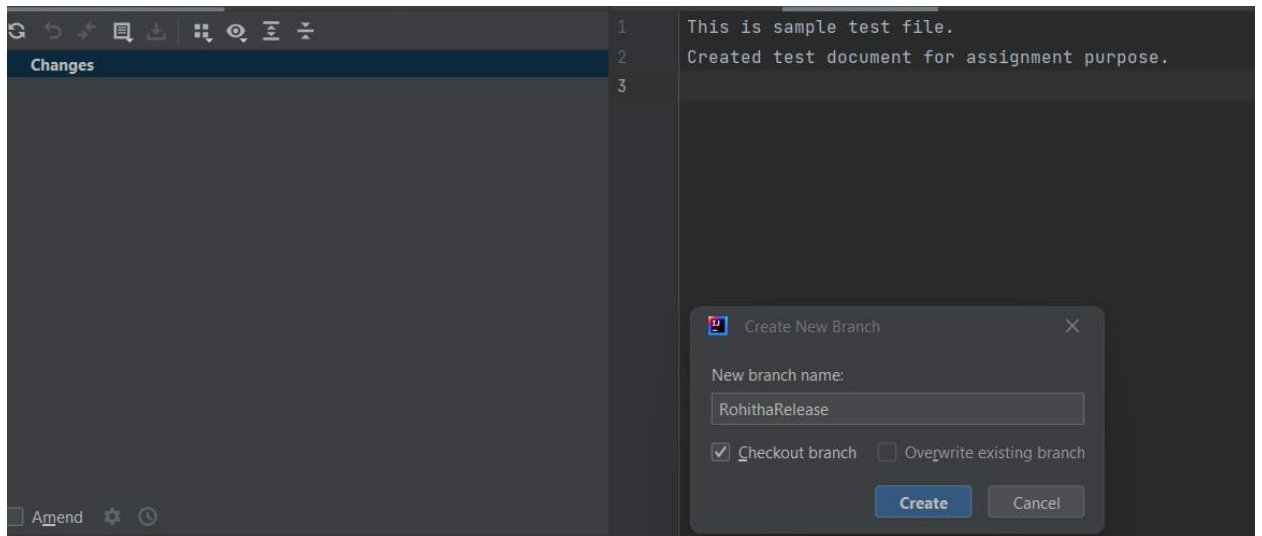 Changes
Amend
1 This is sample test file.
2 Created test document for assignment purpose.
3
IJ
Create New Branch
New branch name:
RohithaRelease
Checkout branch Overwrite existing branch
Create Cancel